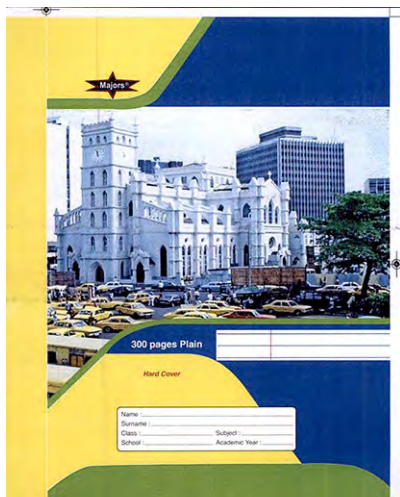 Majors®
300 pages Plain
Hard Cover
Name :
Surname :
Class : Subject :
School : Academic Year :